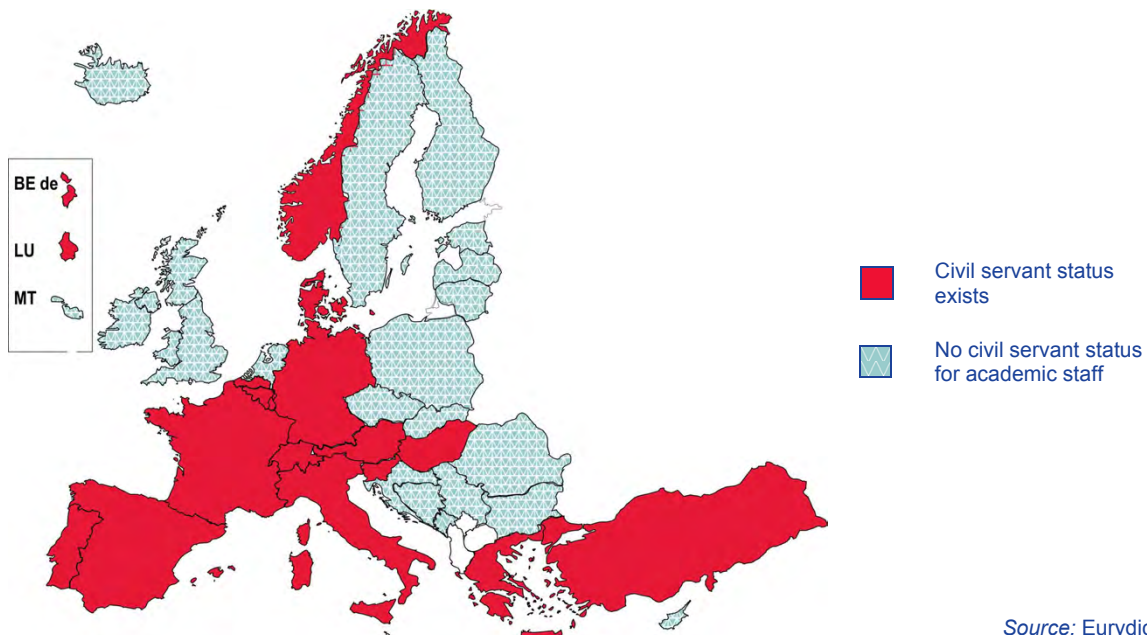 BE de
LU
MT
Civil servant status
exists
No civil servant status
for academic staff
Source: